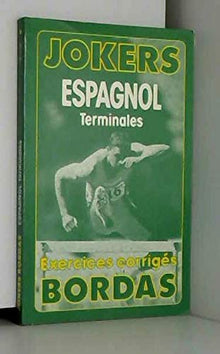 JOKERS
ESPAGNOL
Terminales
Exercices corrigés
BORDAS